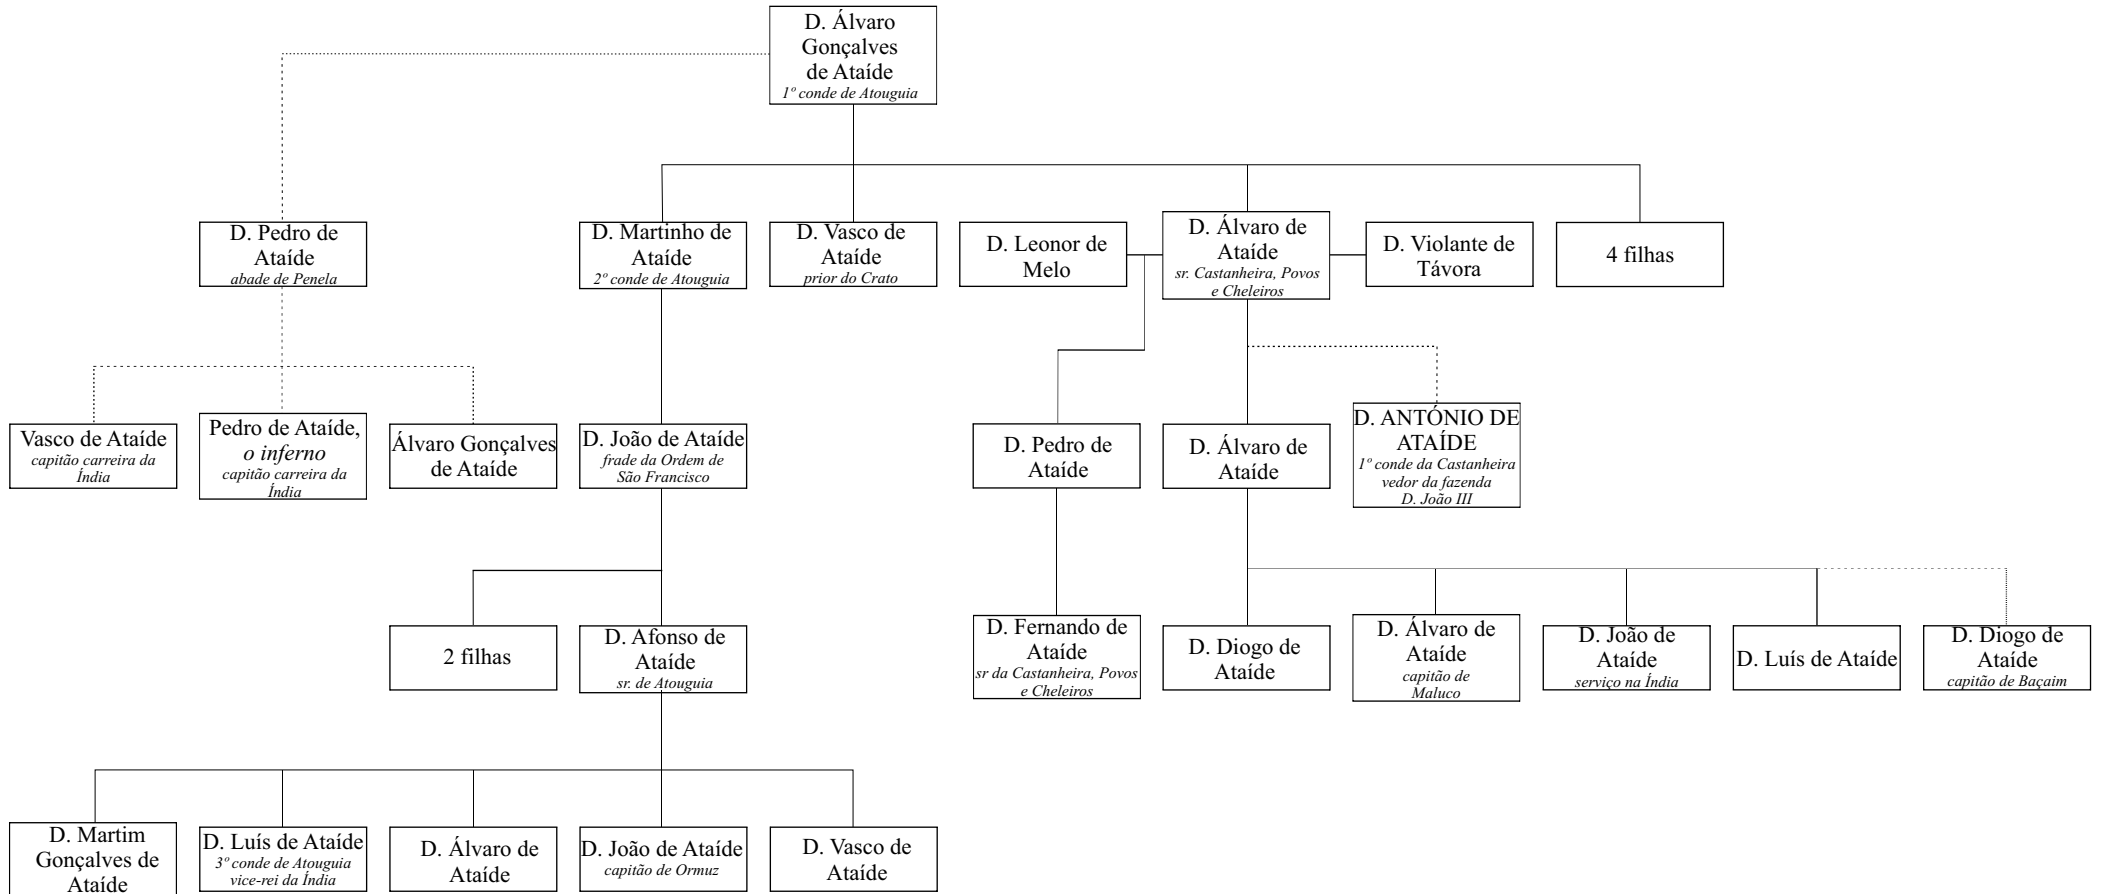 D. Álvaro
Gonçalves
de Ataíde
1º conde de Atouguia
D. Pedro de
Ataíde
abade de Penela
D. Martinho de
Ataíde
2º conde de Atouguia
D. Vasco de
Ataíde
prior do Crato
D. Leonor de
Melo
D. Álvaro de
Ataíde
sr. Castanheira, Povos
e Cheleiros
D. Violante de
Távora
4 filhas
Vasco de Ataíde
capitão carreira da
Índia
Pedro de Ataíde,
o inferno
capitão carreira da
Índia
Álvaro Gonçalves
de Ataíde
D. João de Ataíde
frade da Ordem de
São Francisco
D. Pedro de
Ataíde
D. Álvaro de
Ataíde
D. ANTÓNIO DE
ATAÍDE
1º conde da Castanheira
vedor da fazenda
D. João III
2 filhas
D. Afonso de
Ataíde
sr. de Atouguia
D. Fernando de
Ataíde
sr da Castanheira, Povos
e Cheleiros
D. Diogo de
Ataíde
D. Álvaro de
Ataíde
capitão de
Maluco
D. João de
Ataíde
serviço na Índia
D. Luís de Ataíde
D. Diogo de
Ataíde
capitão de Baçaim
D. Martim
Gonçalves de
Ataíde
D. Luís de Ataíde
3º conde de Atouguia
vice-rei da Índia
D. Álvaro de
Ataíde
D. João de Ataíde
capitão de Ormuz
D. Vasco de
Ataíde